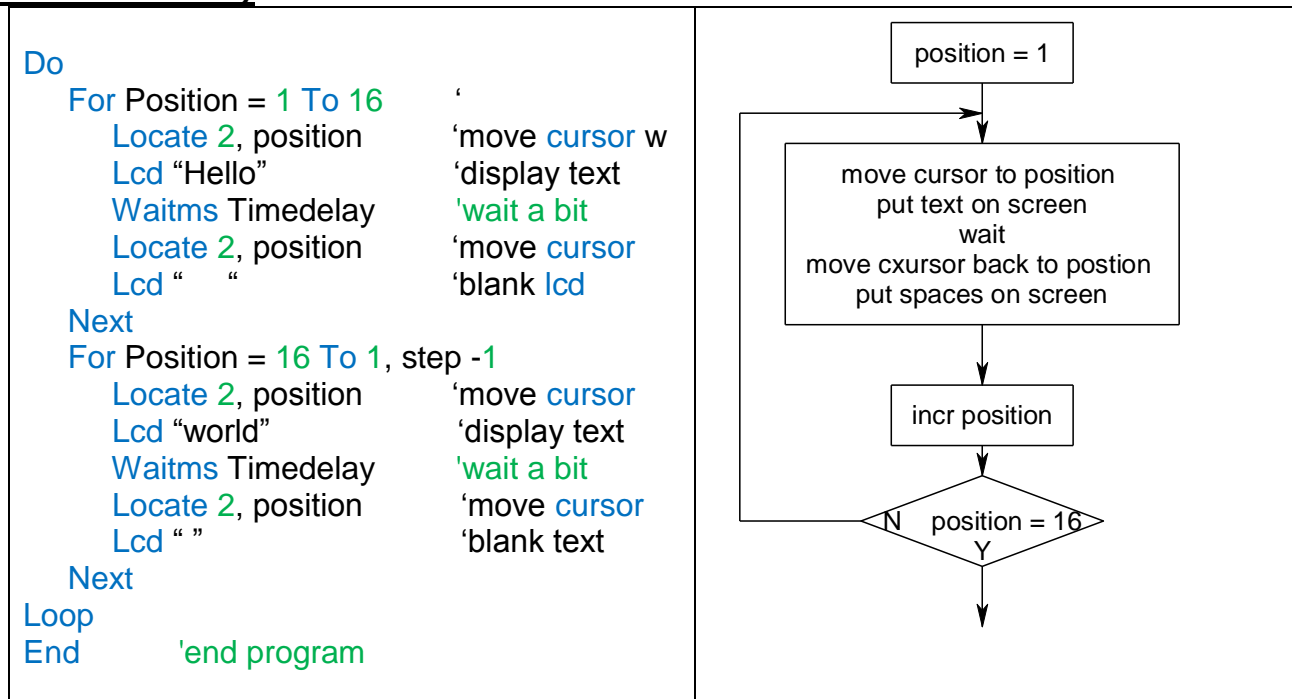 Do
For Position = 1 To 16 ‘
Locate 2, position ‘move cursor w
Lcd “Hello” ‘display text
Waitms Timedelay 'wait a bit
Locate 2, position ‘move cursor
Lcd “ “ ‘blank lcd
Next
For Position = 16 To 1, step -1
Locate 2, position ‘move cursor
Lcd “world” ‘display text
Waitms Timedelay 'wait a bit
Locate 2, position ‘move cursor
Lcd “ ” ‘blank text
Next
Loop
End 'end program
position = 1
move cursor to position
put text on screen
wait
move cxursor back to postion
put spaces on screen
incr position
N position = 16
Y